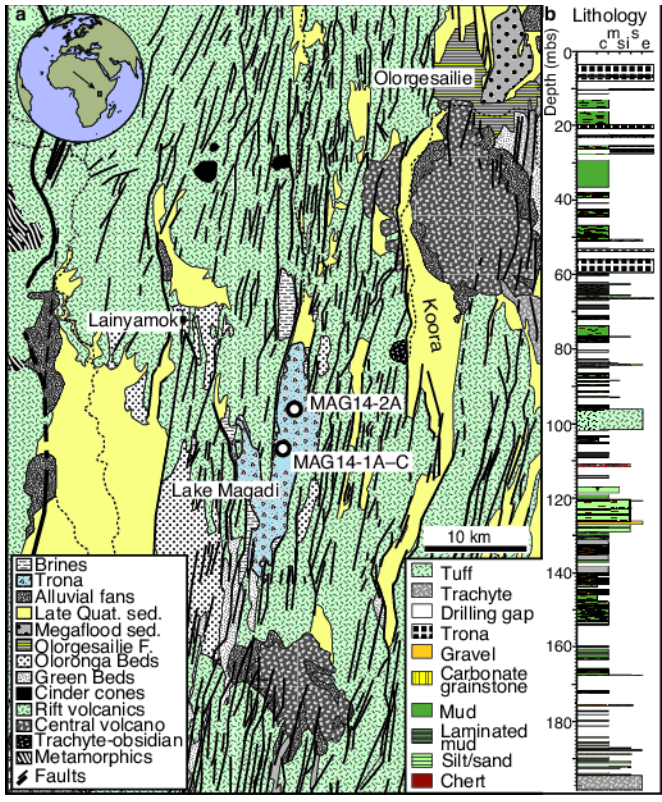 a
b
Lithology
c m si s e
Depth (mbs)
0
20
40
60
80
100
120
140
160
180
Olorgesailie
Lainyamok
Koora
MAG14-2A
MAG14-1A–C
Lake Magadi
10 km
Brines
Trona
Alluvial fans
Late Quat. sed.
Megaflood sed.
Olorgesailie F.
Oloronga Beds
Green Beds
Cinder cones
Rift volcanics
Central volcano
Trachyte-obsidian
Metamorphics
Faults
Tuff
Trachyte
Drilling gap
Trona
Gravel
Carbonate
grainstone
Mud
Laminated
mud
Silt/sand
Chert